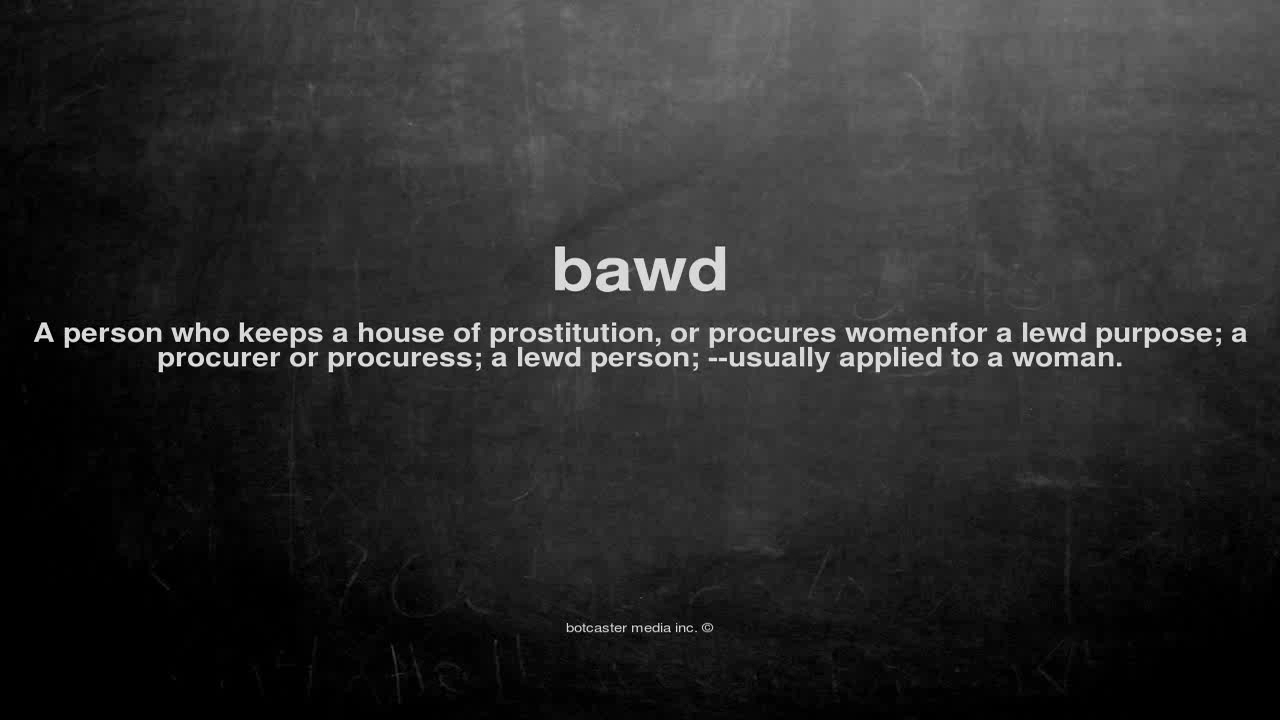 bawd
A person who keeps a house of prostitution, or procures womenfor a lewd purpose; a
procurer or procuress; a lewd person; --usually applied to a woman.
botcaster media inc. ©